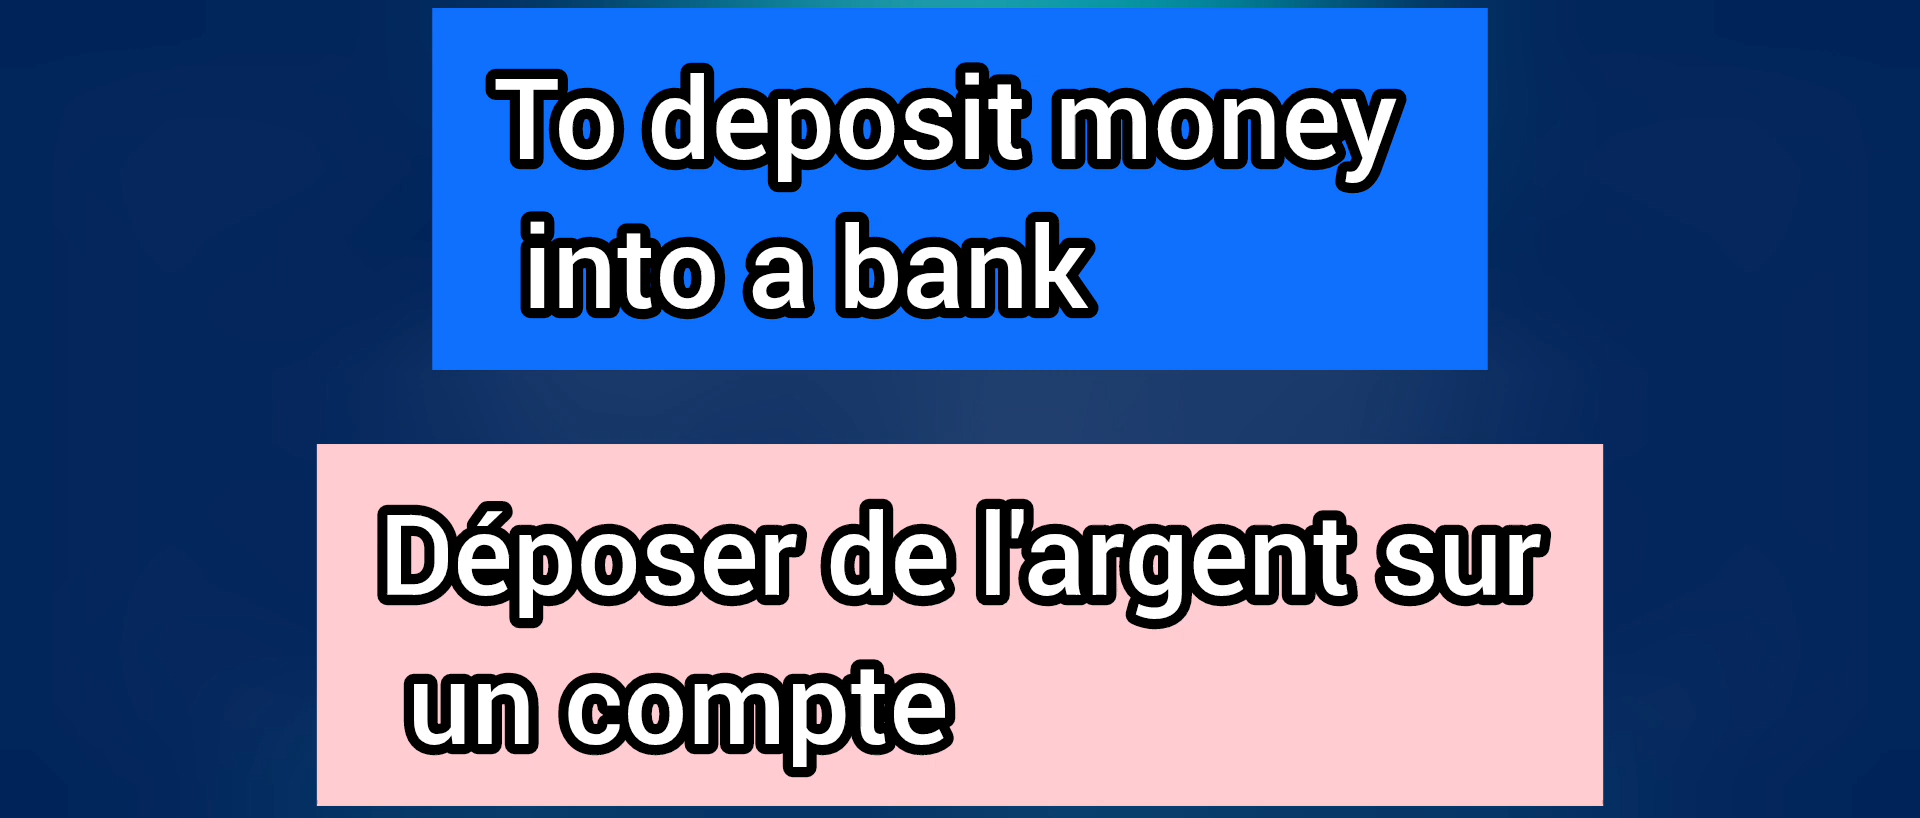 To deposit money
into a bank
Déposer de l'argent sur
un compte